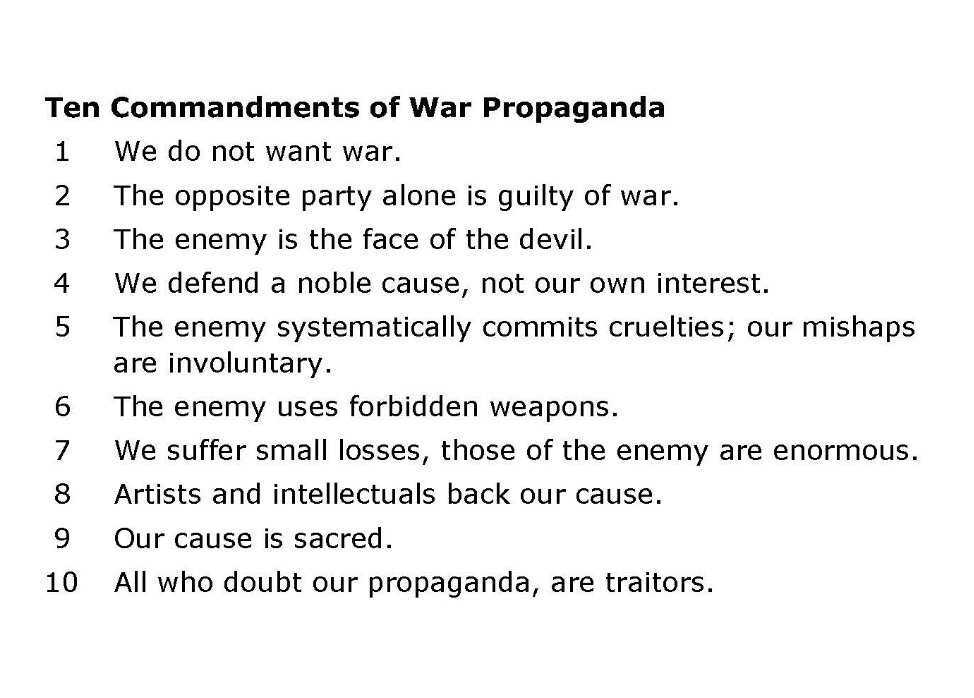 Ten Commandments of War Propaganda
1 We do not want war.
2 The opposite party alone is guilty of war.
3 The enemy is the face of the devil.
4 We defend a noble cause, not our own interest.
5 The enemy systematically commits cruelties; our mishaps
are involuntary.
6 The enemy uses forbidden weapons.
7 We suffer small losses, those of the enemy are enormous.
8 Artists and intellectuals back our cause.
9 Our cause is sacred.
10 All who doubt our propaganda, are traitors.